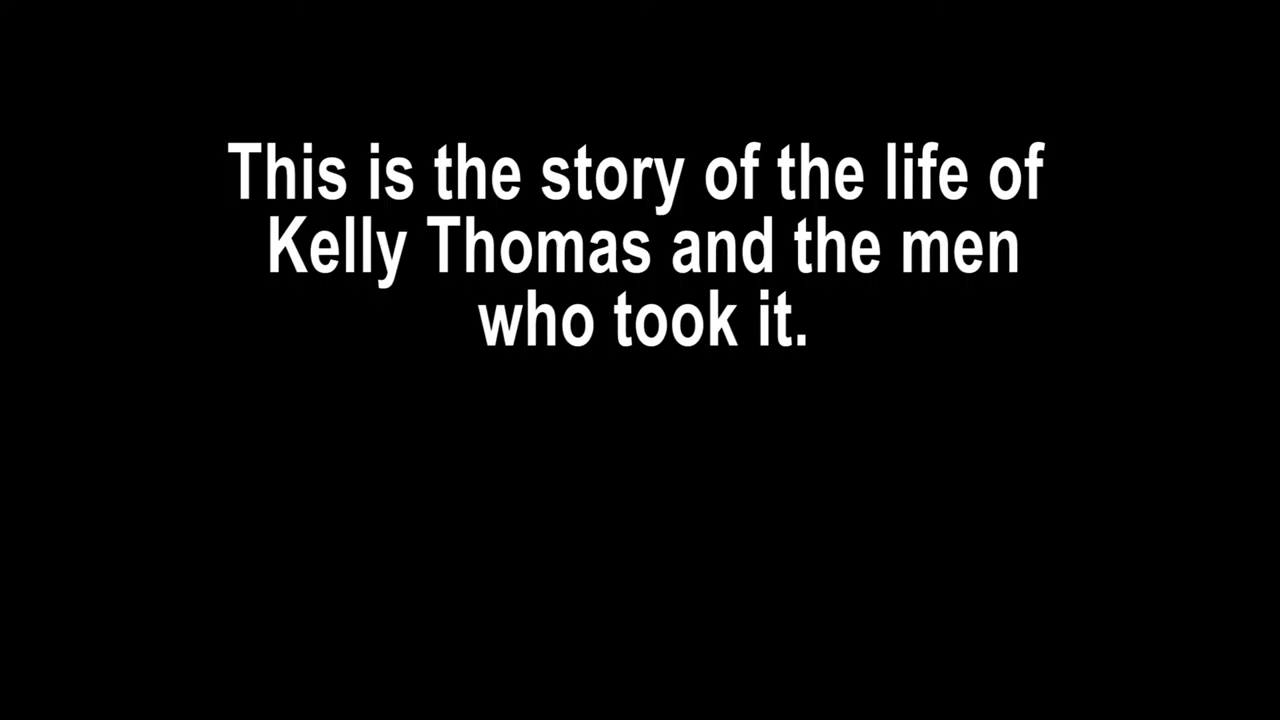 This is the story of the life of
Kelly Thomas and the men
who took it.